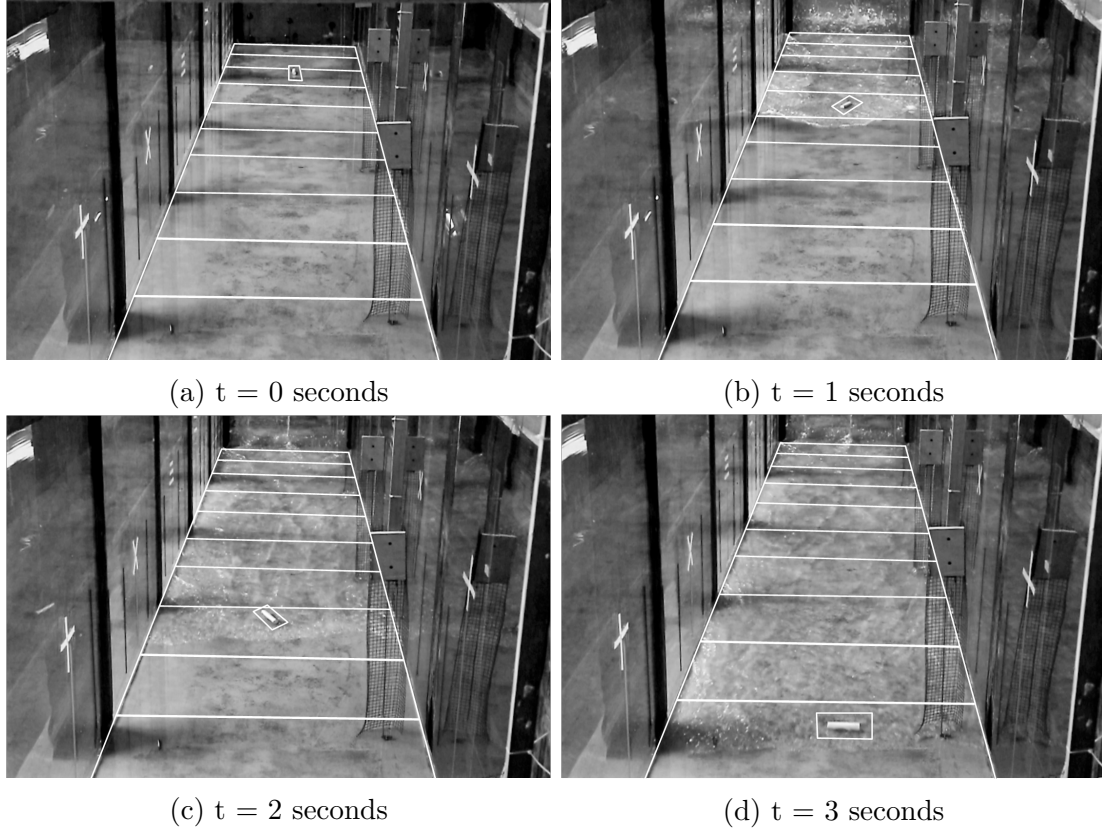 (a) t = 0 seconds
(b) t = 1 seconds
(c) t = 2 seconds
(d) t = 3 seconds